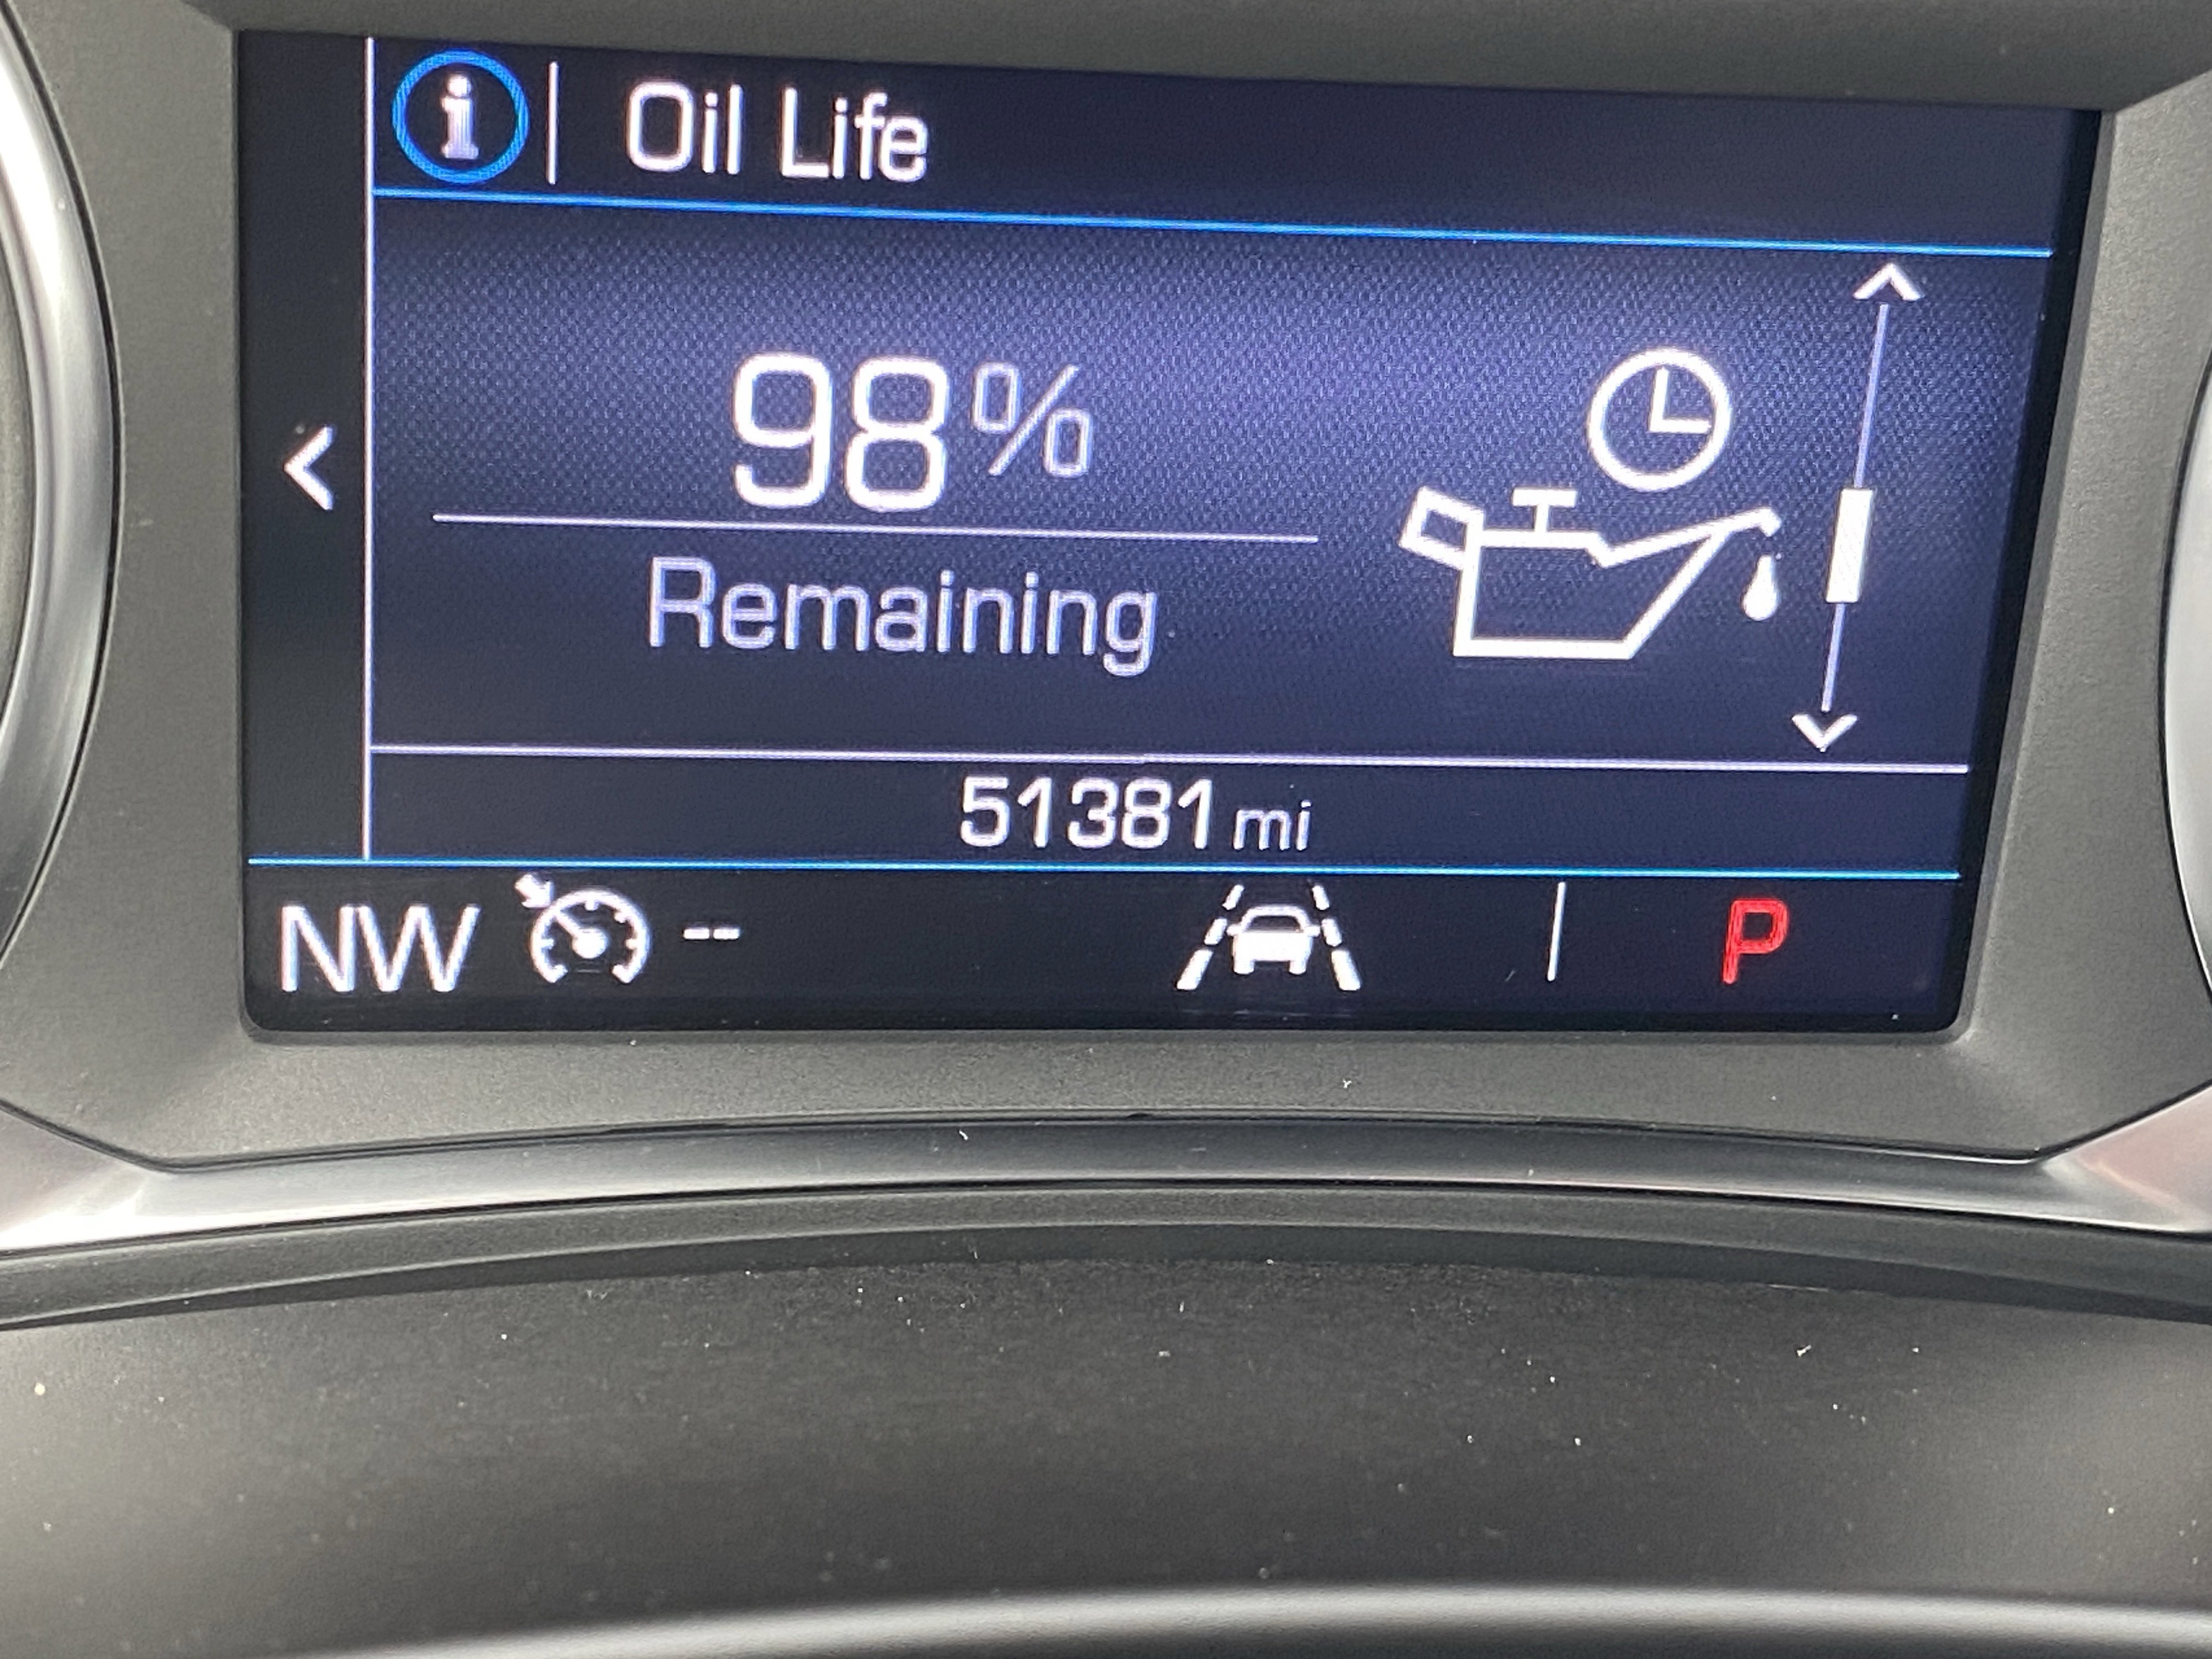 i Oil Life
98%
Remaining
51381 mi
NW -- P